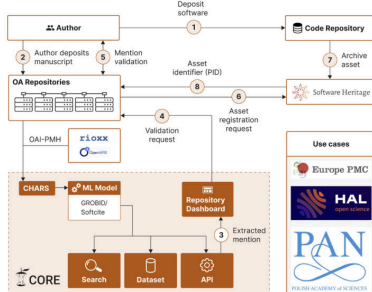 Deposit
software
1
Author
Code Repository
2
Author deposits
manuscript
5
Mention
validation
7
Archive
asset
Asset
identifier (PID)
OA Repositories
8
6
Software Heritage
Asset
registration
request
4
Validation
request
OAI-PMH
rioxx
OpenAIRE
Use cases
Europe PMC
HAL
open science
PAN
POLISH ACADEMY OF SCIENCES
CHARS
ML Model
GROBID/
Softcite
Repository
Dashboard
3
Extracted
mention
CORE
Search
Dataset
API